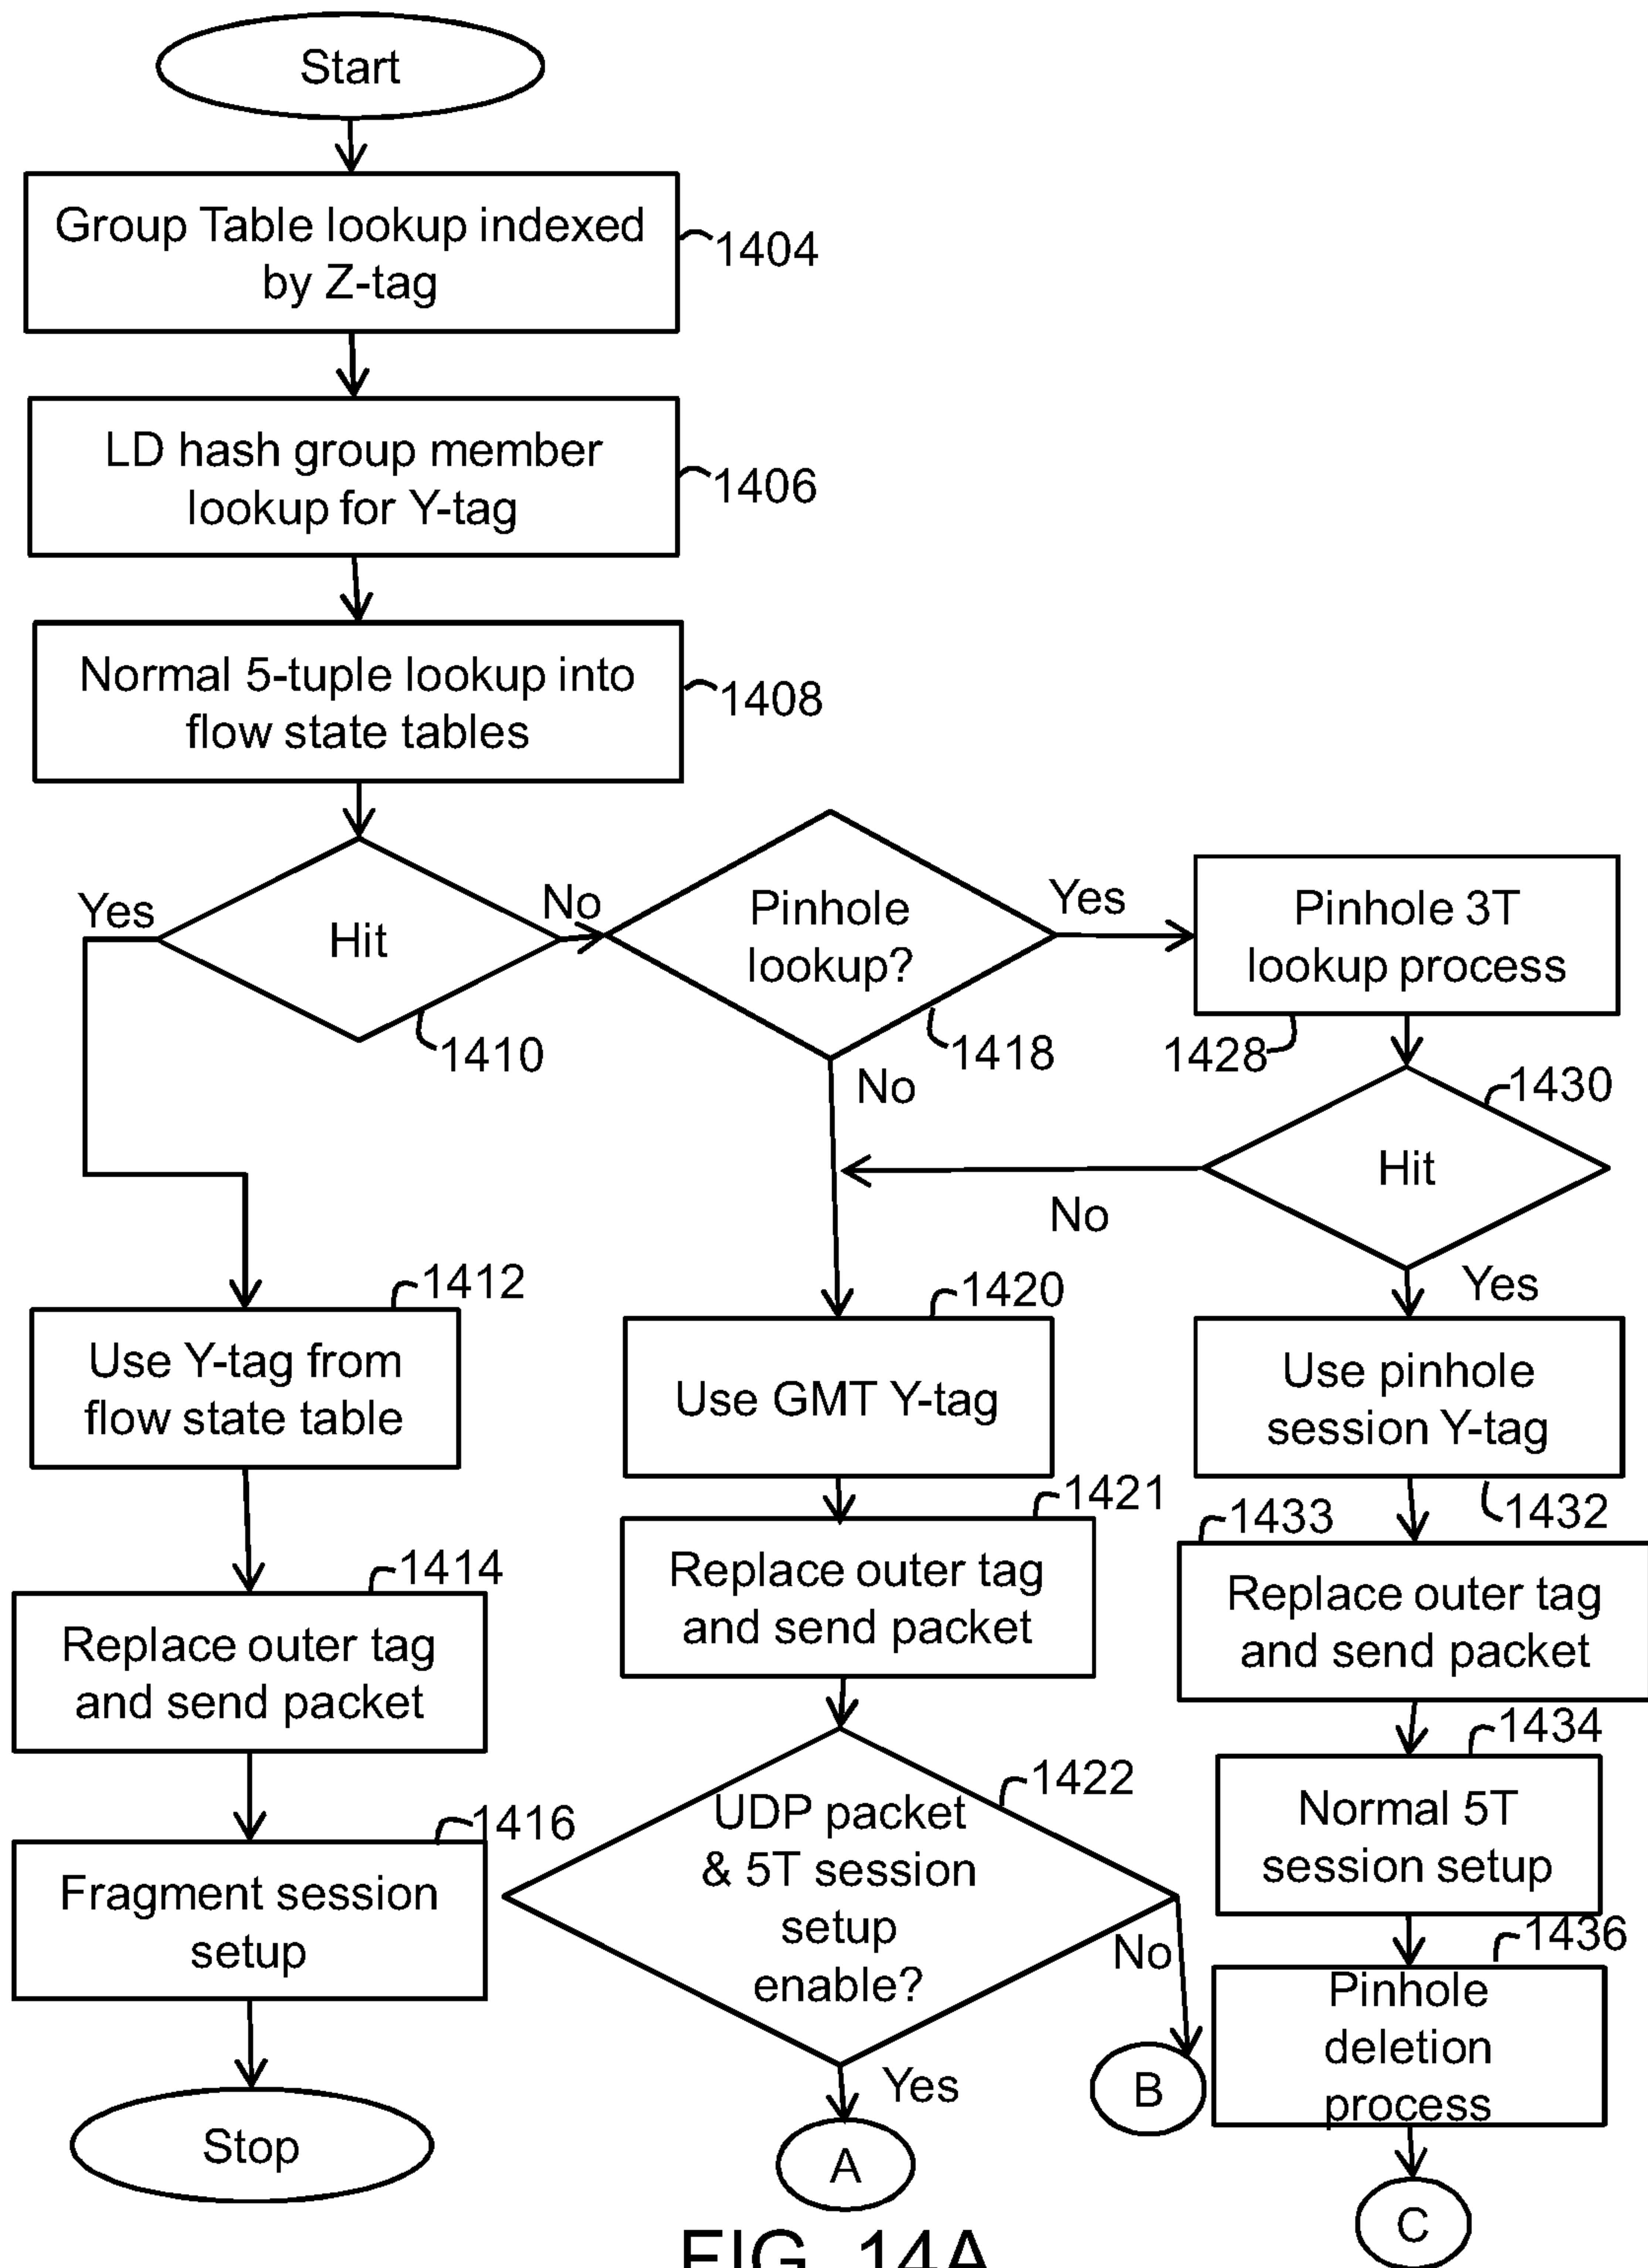 Start
Group Table lookup indexed
by Z-tag
1404
LD hash group member
lookup for Y-tag
1406
Normal 5-tuple lookup into
flow state tables
1408
Yes
Hit
No
1410
Pinhole
lookup?
Yes
No
1418
Pinhole 3T
lookup process
1428
1430
Hit
No
Yes
1412
Use Y-tag from
flow state table
1420
Use GMT Y-tag
Use pinhole
session Y-tag
1432
1414
Replace outer tag
and send packet
1421
Replace outer tag
and send packet
1433
Replace outer tag
and send packet
1416
Fragment session
setup
1422
UDP packet
& 5T session
setup
enable?
No
Yes
1434
Normal 5T
session setup
1436
Pinhole
deletion
process
Stop
A
B
C
FIG. 14A